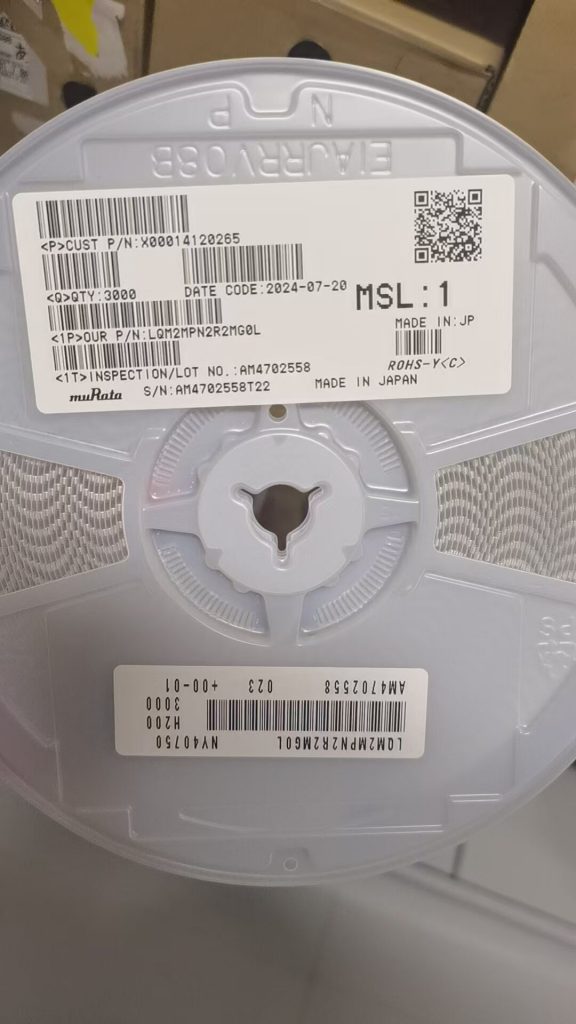 N P
EIAJRRV08B
<P>CUST P/N:X00014120265
<Q>QTY:3000 DATE CODE:2024-07-20
MSL:1
<1P>OUR P/N:LQM2MPN2R2MG0L
MADE IN:JP
<1T>INSPECTION/LOT NO.:AM4702558
ROHS-Y<C>
muRata S/N:AM4702558T22 MADE IN JAPAN
LQM2MPN2R2MG0L NY40750
H200
3000
AM4702558 023 +00-01